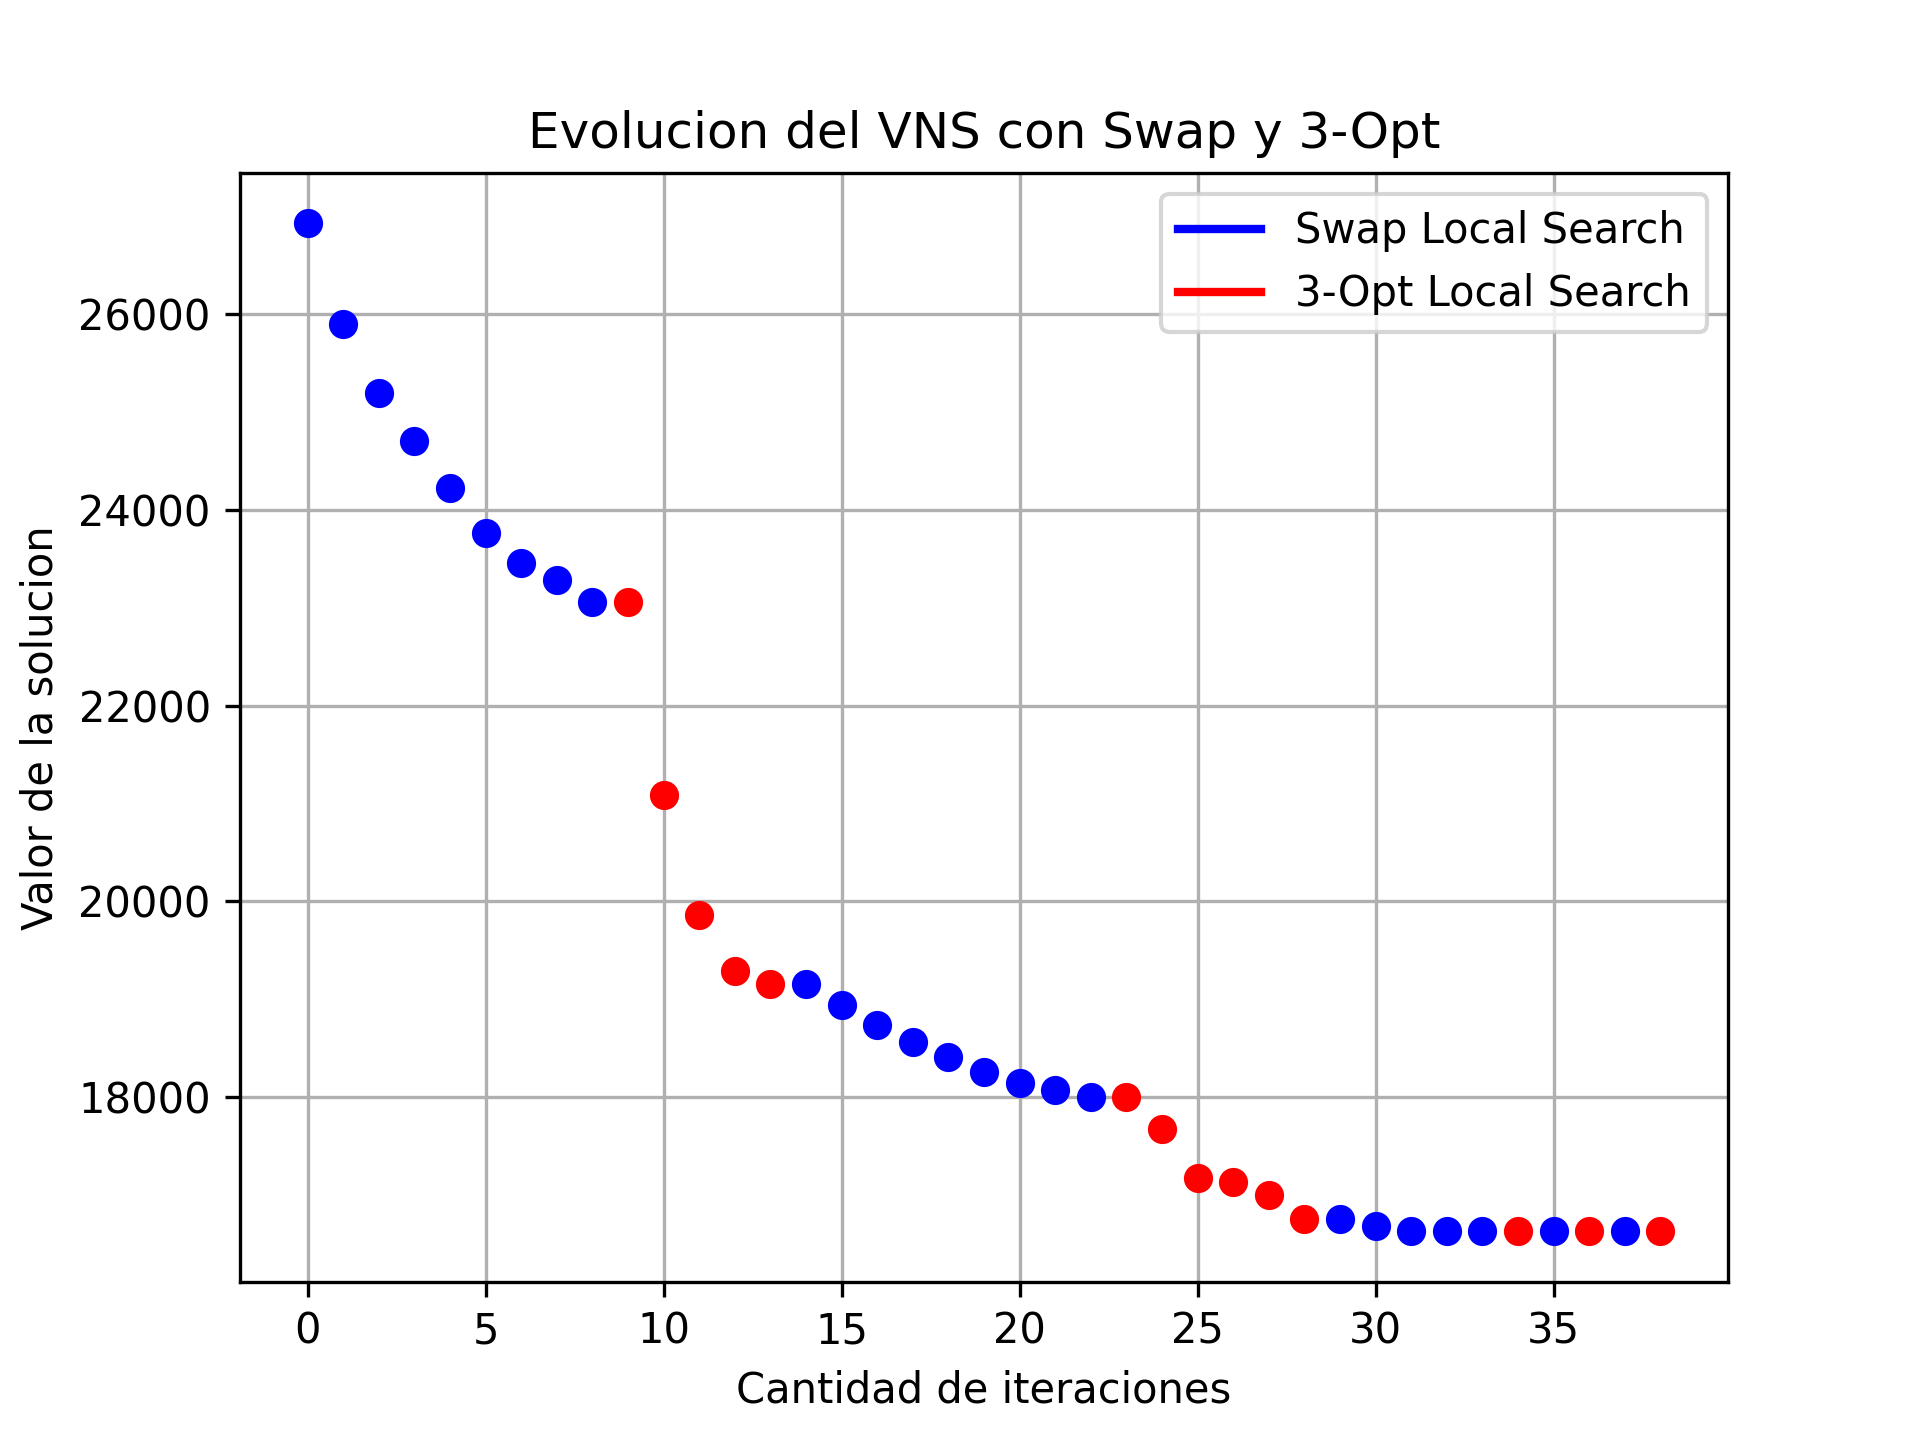 Evolucion del VNS con Swap y 3-Opt
Swap Local Search
3-Opt Local Search
Valor de la solucion
26000
24000
22000
20000
18000
0 5 10 15 20 25 30 35
Cantidad de iteraciones